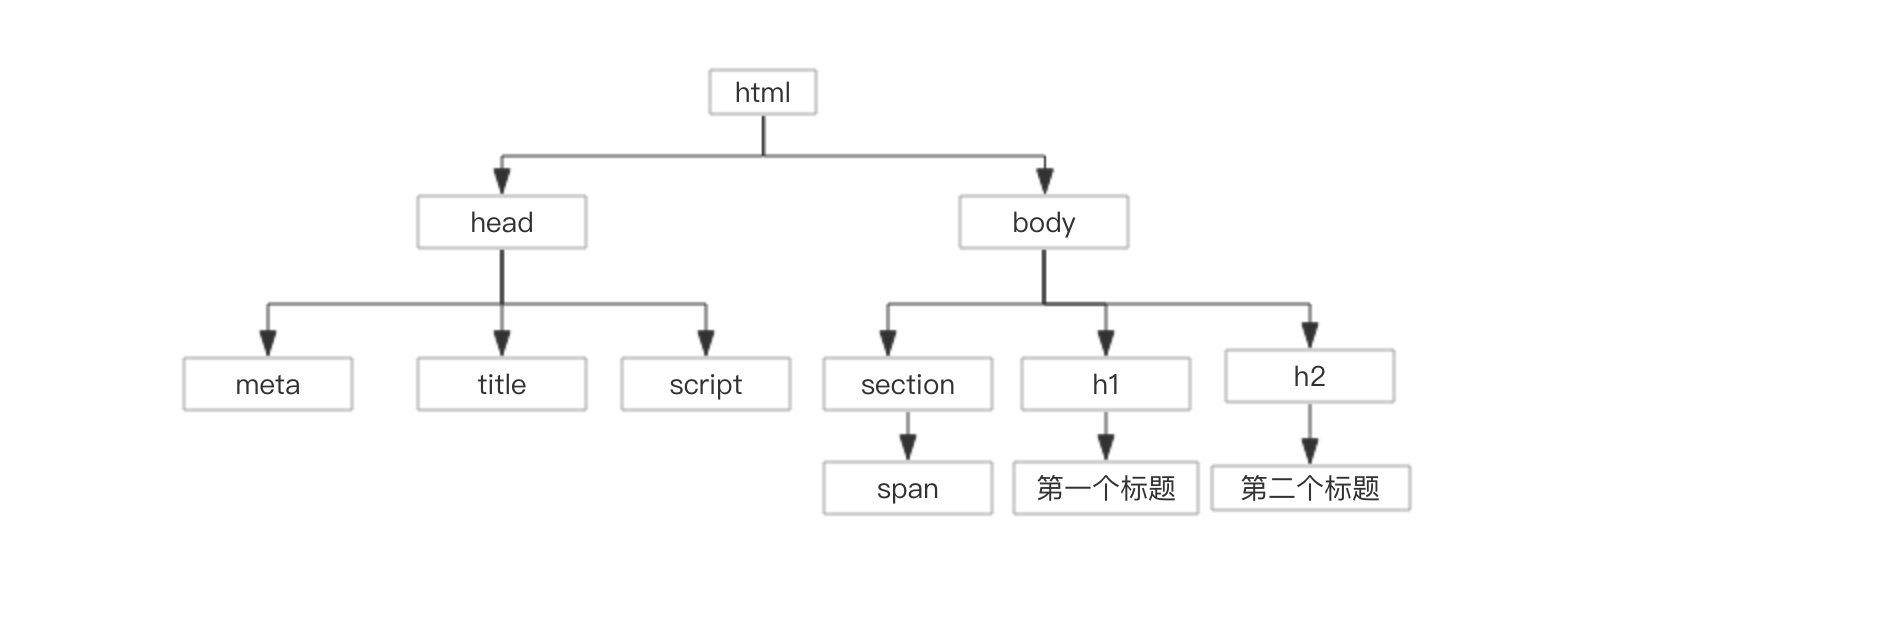 html
head
body
meta
title
script
section
h1
h2
span
第一个标题
第二个标题